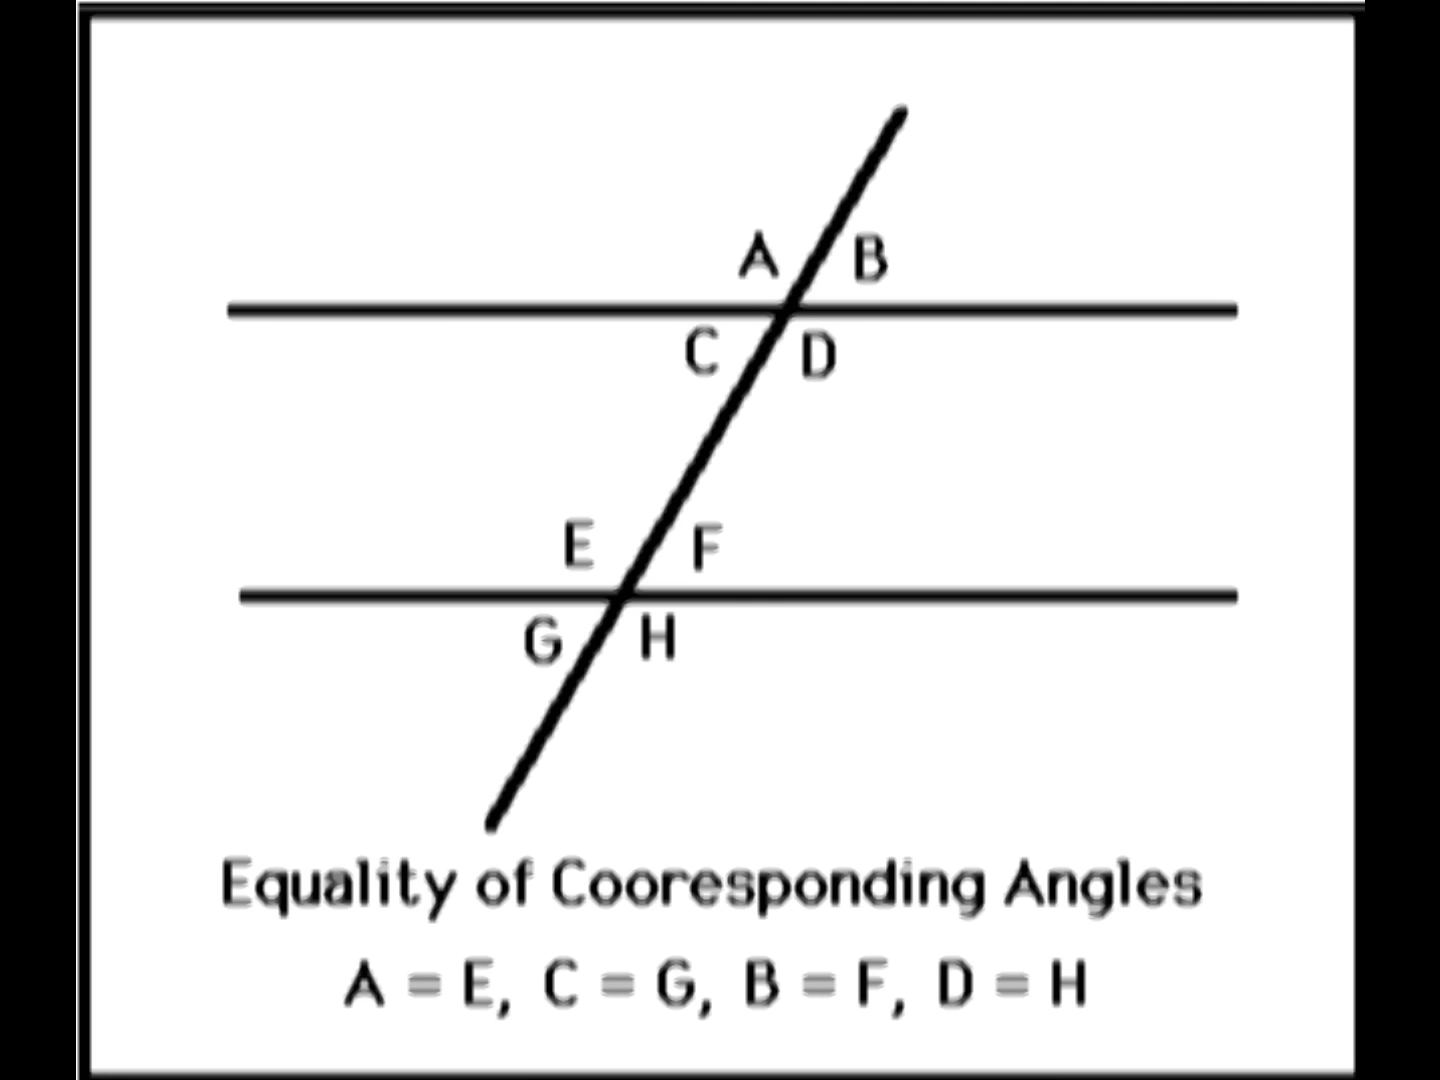 A B
C D
E F
G H
Equality of Cooresponding Angles
A = E, C = G, B = F, D = H